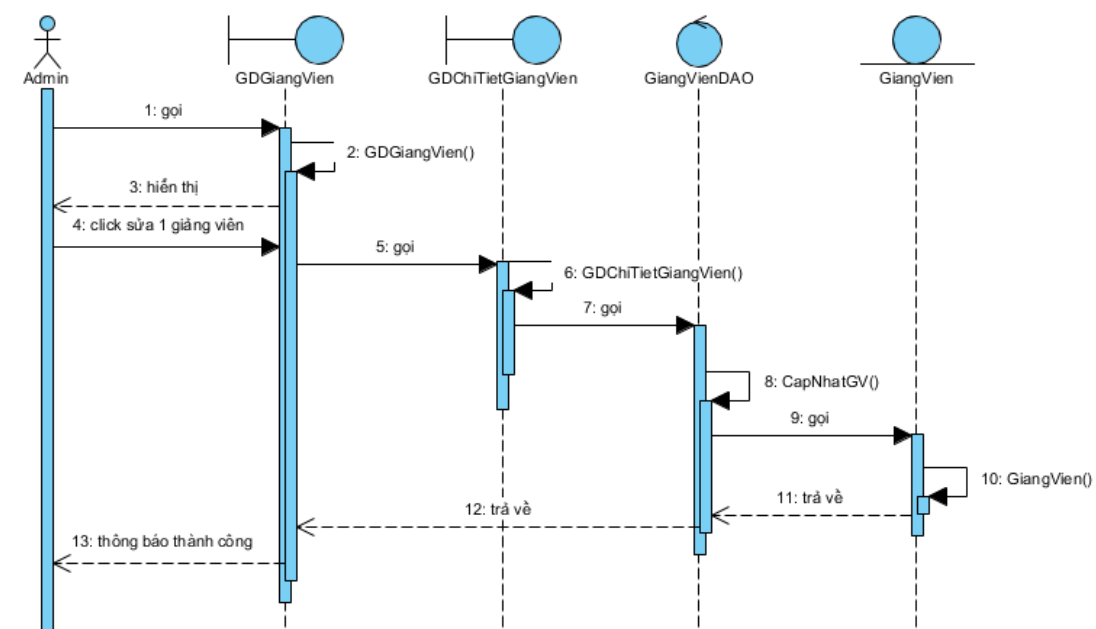 Admin
GDGiangVien
GDChiTietGiangVien
GiangVienDAO
GiangVien
1: gọi
2: GDGiangVien()
3: hiển thị
4: click sửa 1 giảng viên
5: gọi
6: GDChiTietGiangVien()
7: gọi
8: CapNhatGV()
9: gọi
10: GiangVien()
11: trả về
12: trả về
13: thông báo thành công